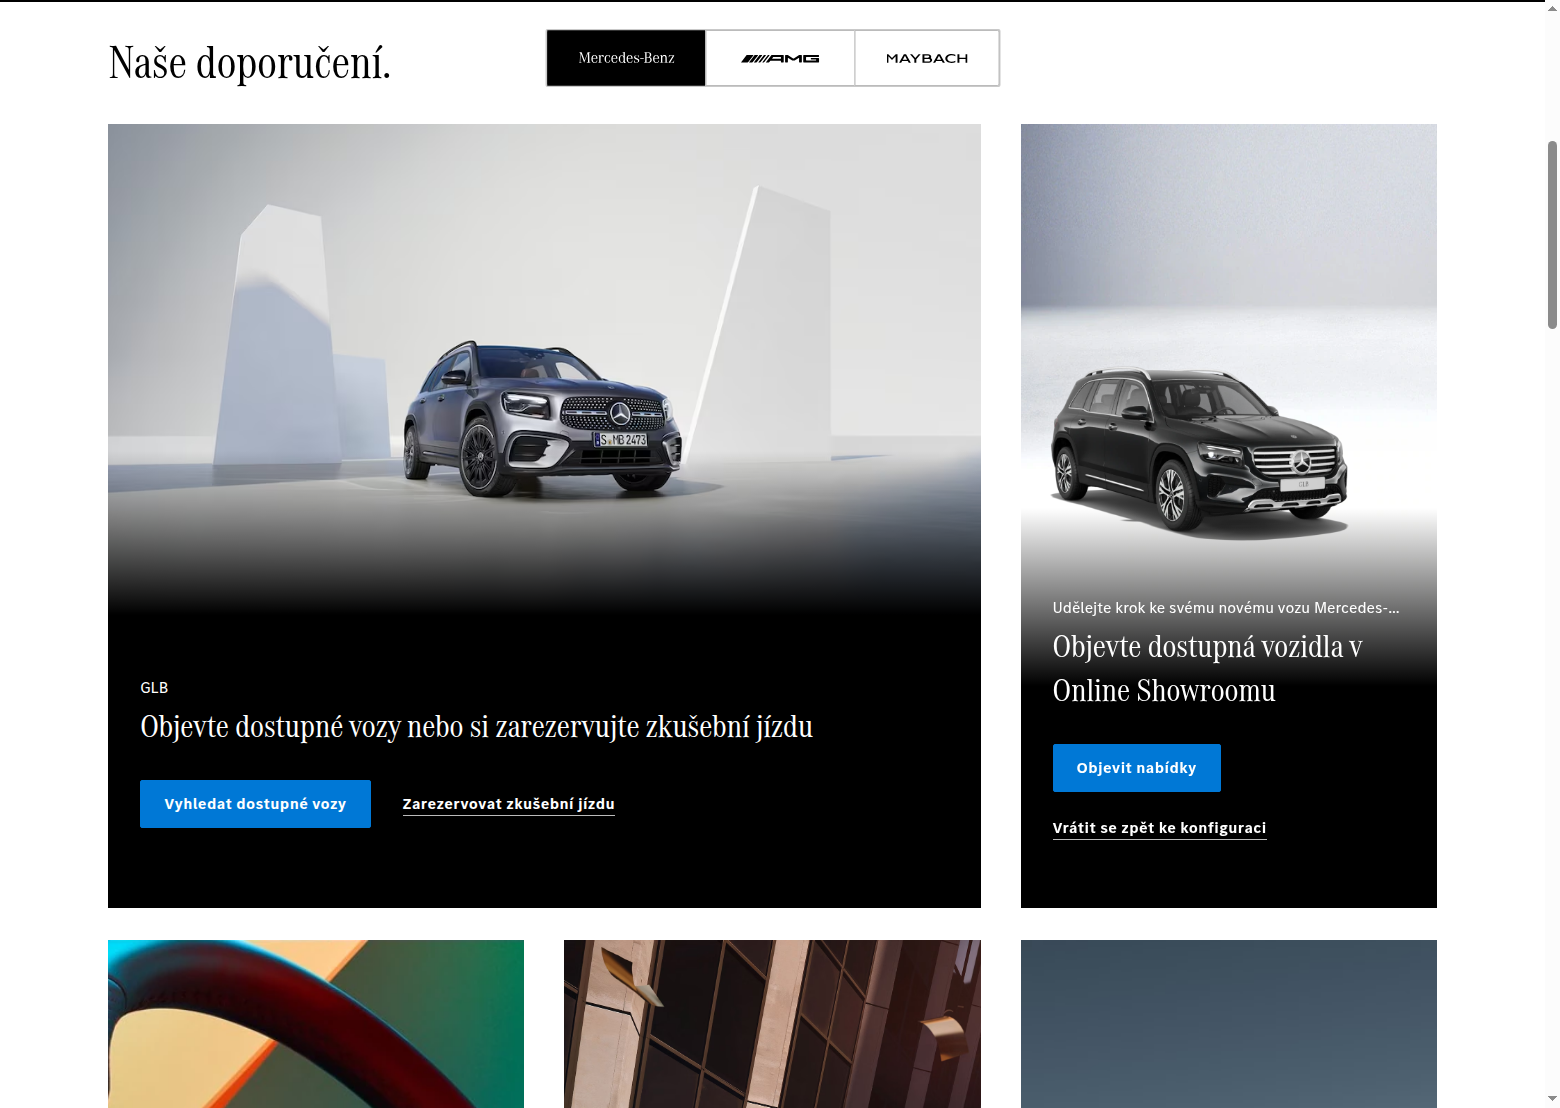 Naše doporučení.
Mercedes-Benz
AMG
MAYBACH
S MB 2473
GLB
GLB
Objevte dostupné vozy nebo si zarezervujte zkušební jízdu
Vyhledat dostupné vozy
Zarezervovat zkušební jízdu
Udělejte krok ke svému novému vozu Mercedes-...
Objevte dostupná vozidla v
Online Showroomu
Objevit nabídky
Vrátit se zpět ke konfiguraci